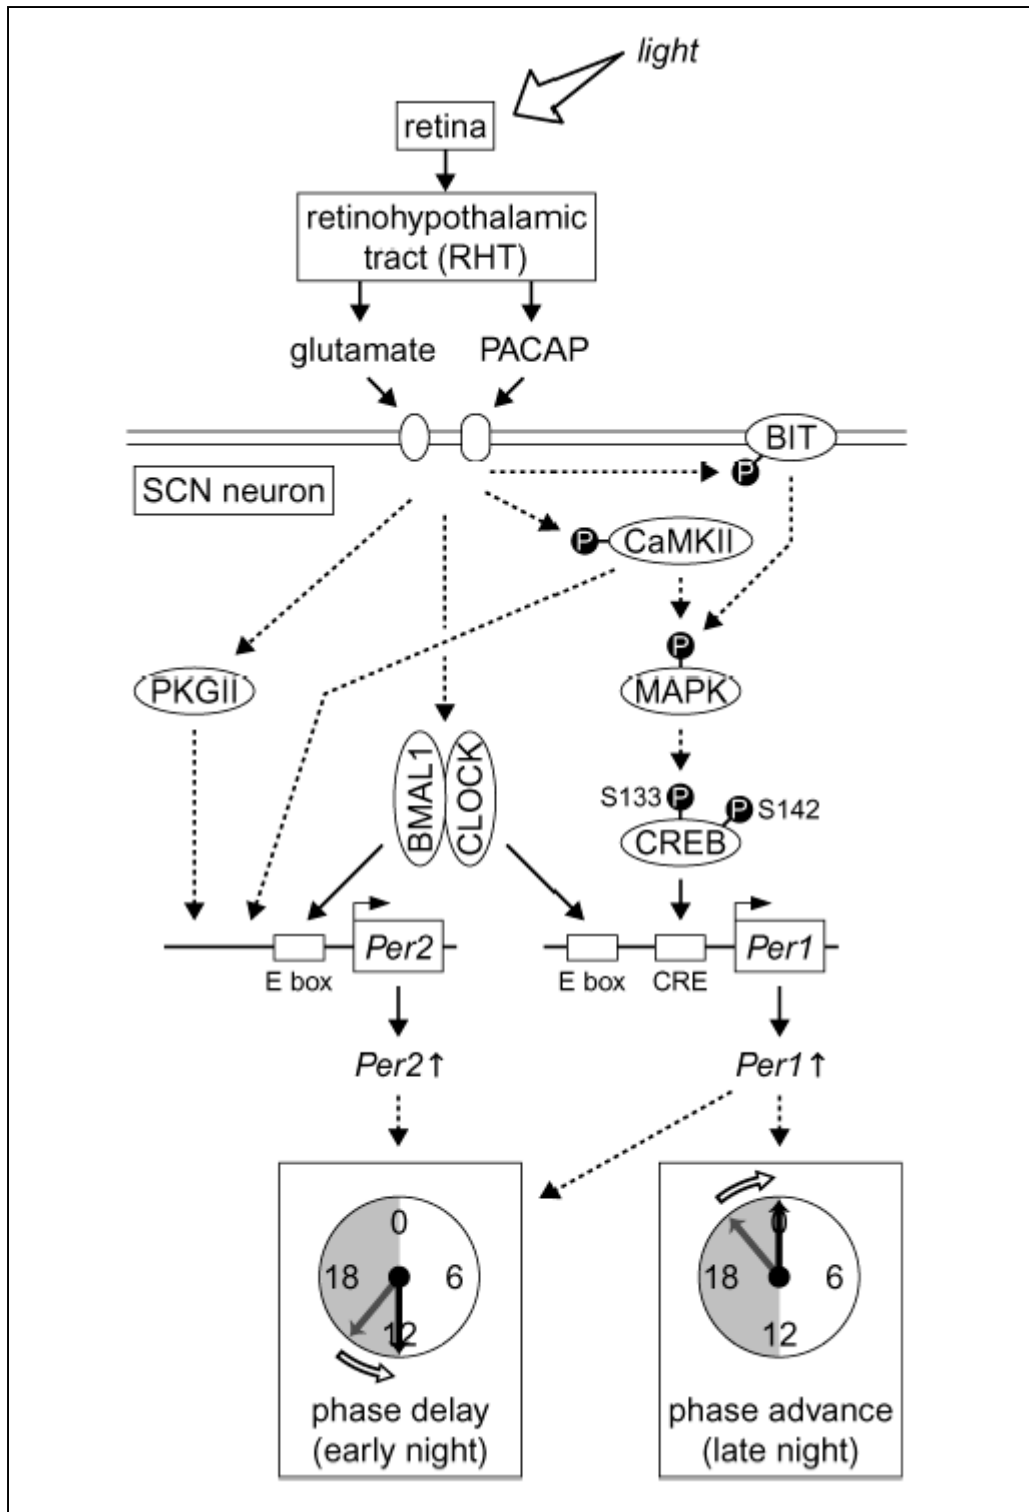 light
retina
retinohypothalamic
tract (RHT)
glutamate PACAP
BIT
P
SCN neuron
P CaMKII
P
PKGII MAPK
BMAL1 CLOCK
S133 P P S142
CREB
Per2 Per1
E box E box CRE
Per2↑ Per1↑
0 0
18 6 18 6
12 12
phase delay phase advance
(early night) (late night)